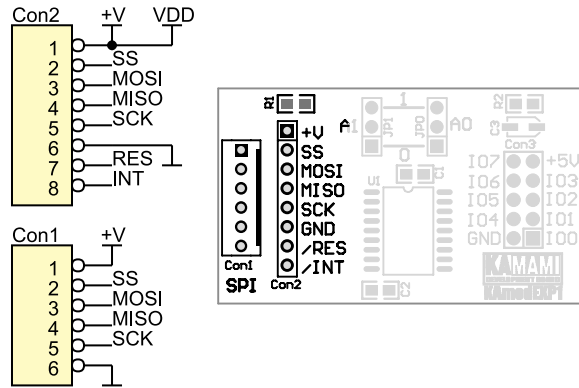 Con2 +V VDD
1
2 SS
3 MOSI
4 MISO
5 SCK
6
7 RES
8 INT
Con1 +V
1
2 SS
3 MOSI
4 MISO
5 SCK
6
R1
+V
SS
MOSI
MISO
SCK
GND
/RES
/INT
Con1
SPI
Con2
1
A1 JP1 JP0 A0
0
R2
C3
Con3
U1
C1
IO7 +5V
IO6 IO3
IO5 IO2
IO4 IO1
GND IO0
C2
KAMAMI
KAmodEXP1